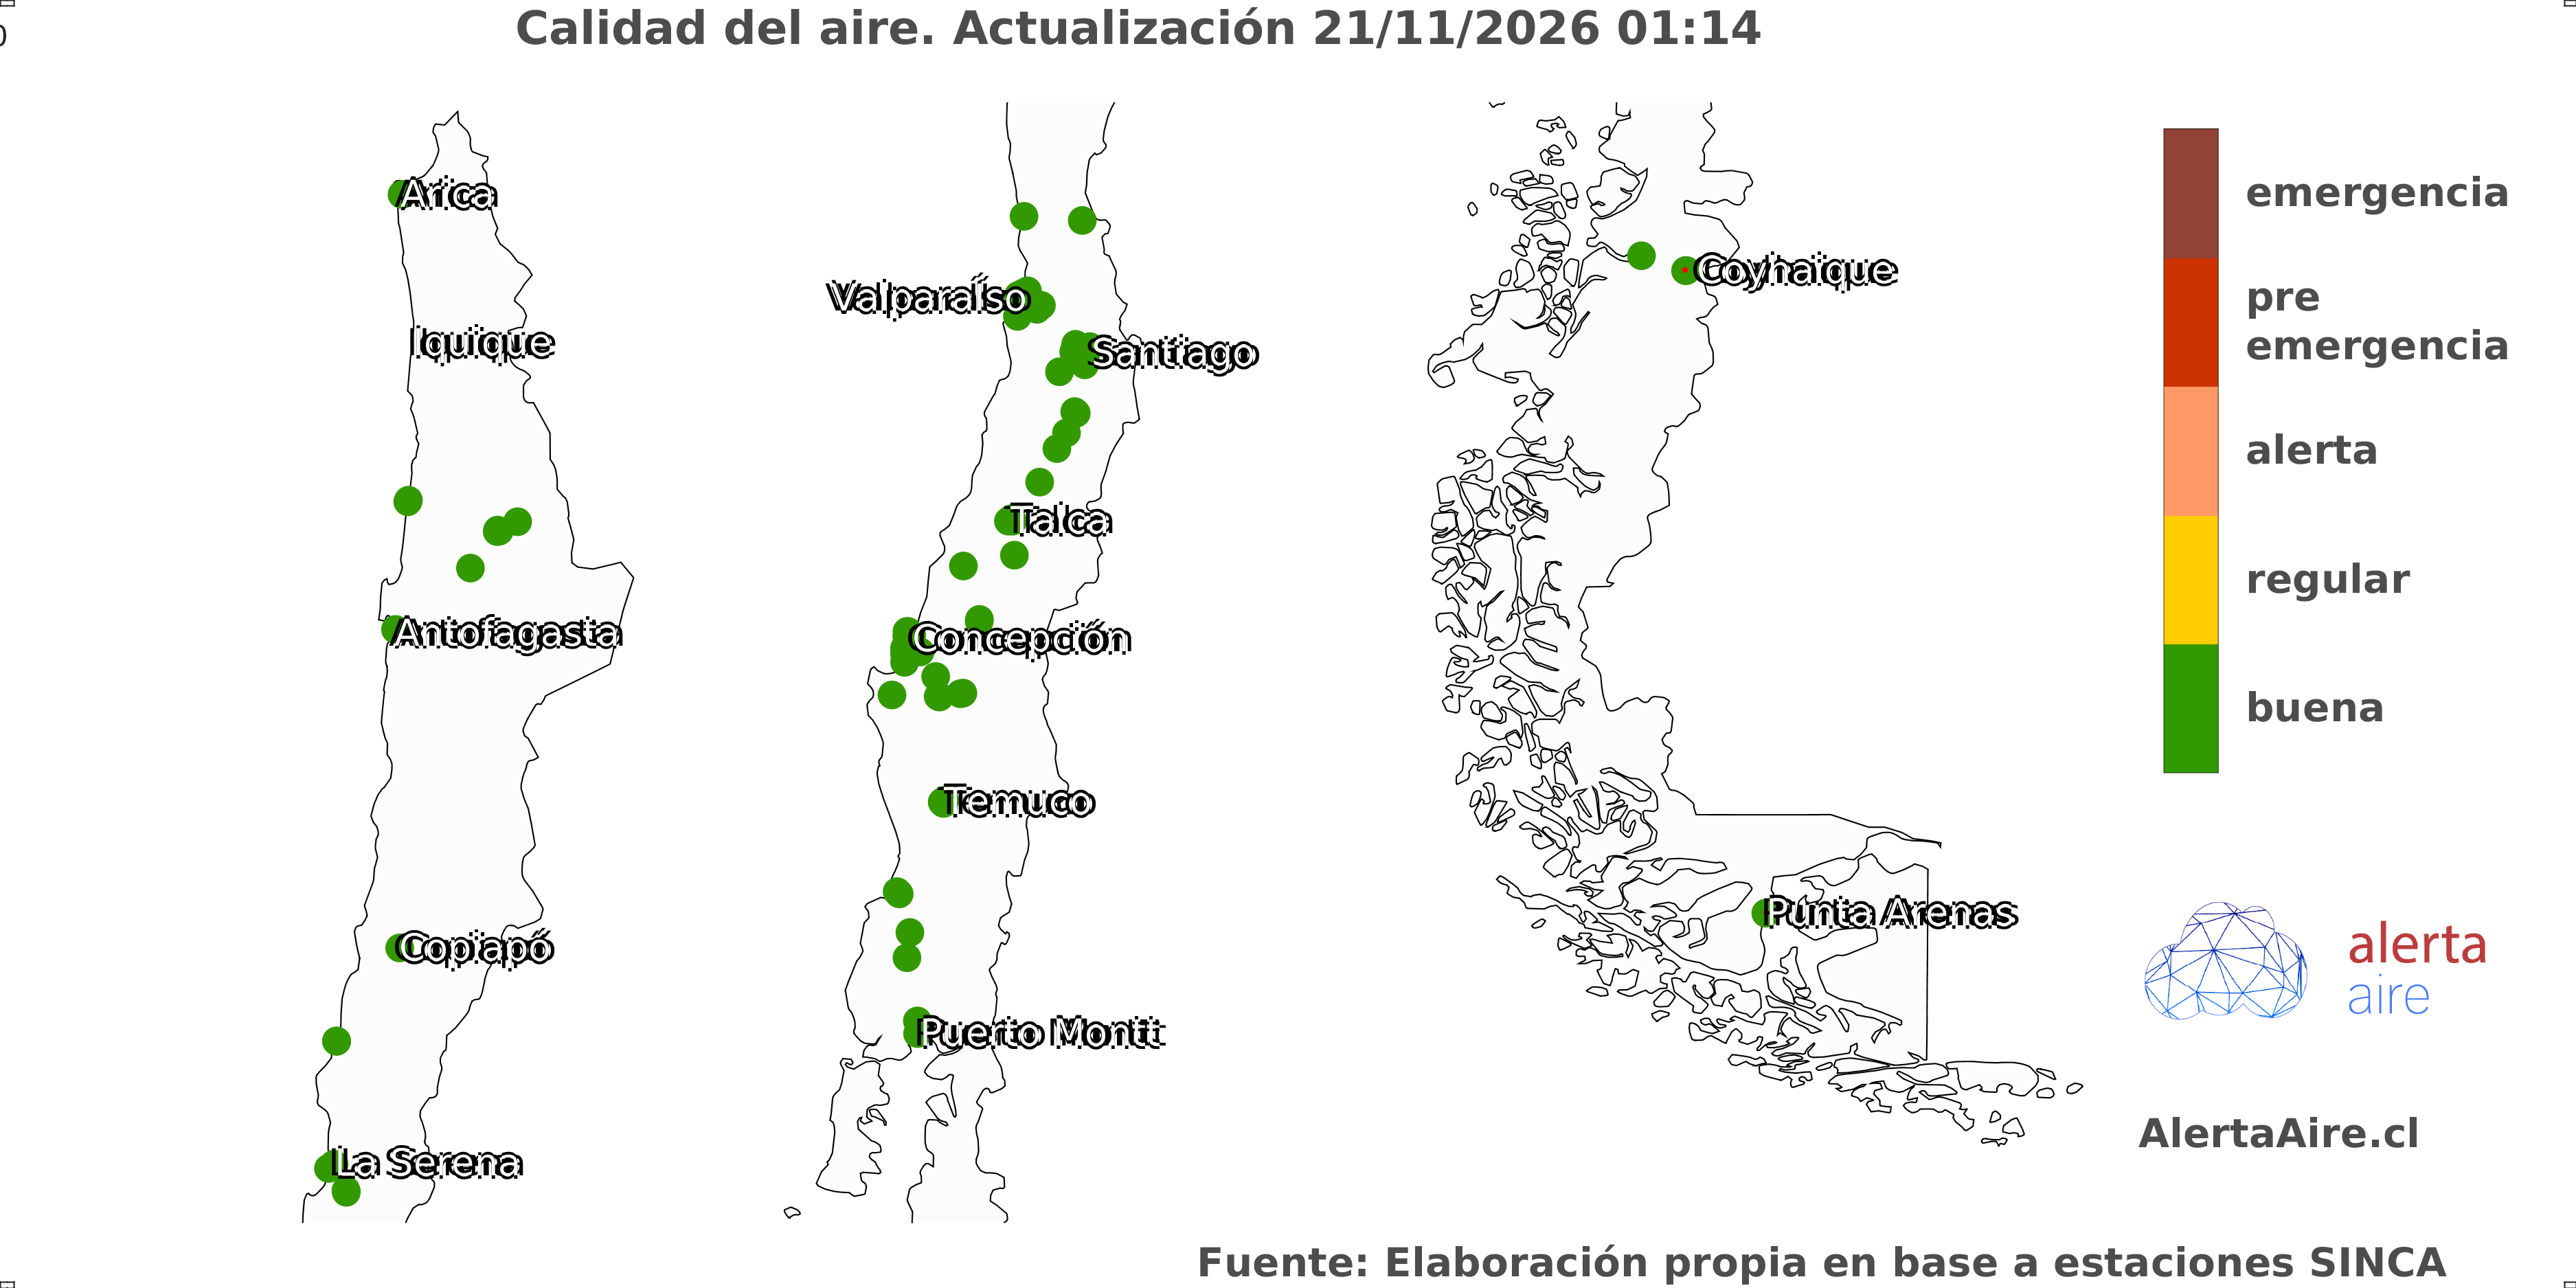 Calidad del aire. Actualización 21/11/2026 01:14
0
Arica
Iquique
Antofagasta
Copiapó
La Serena
Valparaíso
Santiago
Talca
Concepción
Temuco
Puerto Montt
Coyhaique
Punta Arenas
emergencia
pre
emergencia
alerta
regular
buena
alerta
aire
AlertaAire.cl
Fuente: Elaboración propia en base a estaciones SINCA